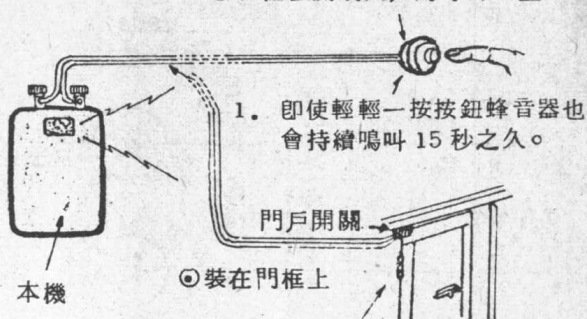 1. 即使輕輕一按按鈕蜂音器也
會持續鳴叫 15 秒之久。
門戶開關
⊙裝在門框上
本機